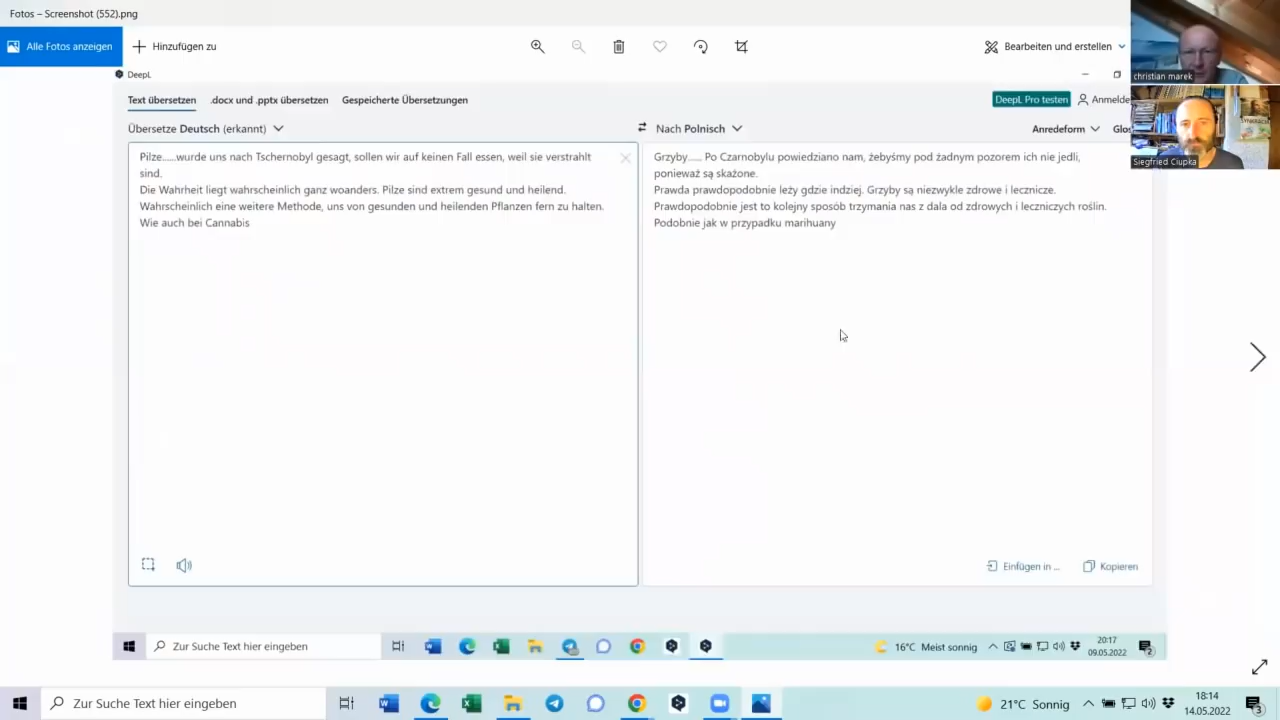 Fotos – Screenshot (552).png
Alle Fotos anzeigen
Hinzufügen zu
Bearbeiten und erstellen
christian marek
Siegfried Ciupka
DeepL
Text übersetzen
.docx und .pptx übersetzen
Gespeicherte Übersetzungen
DeepL Pro testen
Anmelde
Übersetze Deutsch (erkannt)
Nach Polnisch
Anredeform
Glos
Pilze......wurde uns nach Tschernobyl gesagt, sollen wir auf keinen Fall essen, weil sie verstrahlt
sind.
Die Wahrheit liegt wahrscheinlich ganz woanders. Pilze sind extrem gesund und heilend.
Wahrscheinlich eine weitere Methode, uns von gesunden und heilenden Pflanzen fern zu halten.
Wie auch bei Cannabis
Grzyby...... Po Czarnobylu powiedziano nam, żebyśmy pod żadnym pozorem ich nie jedli,
ponieważ są skażone.
Prawda prawdopodobnie leży gdzie indziej. Grzyby są niezwykle zdrowe i lecznicze.
Prawdopodobnie jest to kolejny sposób trzymania nas z dala od zdrowych i leczniczych roślin.
Podobnie jak w przypadku marihuany
Einfügen in ...
Kopieren
Zur Suche Text hier eingeben
16°C Meist sonnig
20:17
09.05.2022
2
Zur Suche Text hier eingeben
21°C Sonnig
18:14
14.05.2022
3